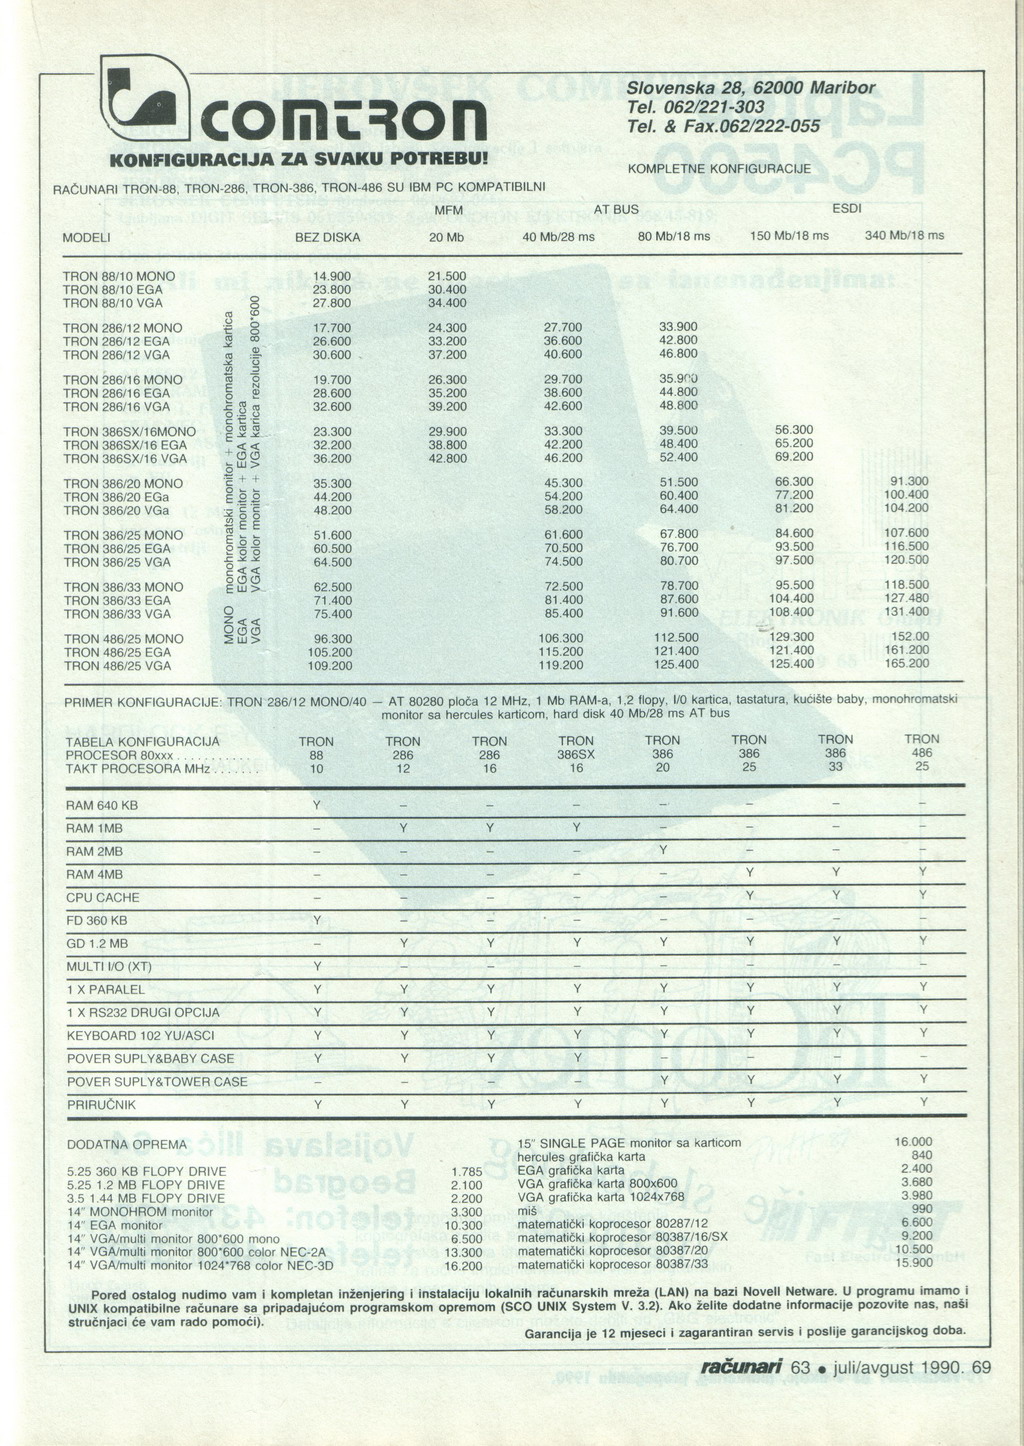 comtron
KONFIGURACIJA ZA SVAKU POTREBU!
Slovenska 28, 62000 Maribor
Tel. 062/221-303
Tel. & Fax.062/222-055
KOMPLETNE KONFIGURACIJE
RAČUNARI TRON-88, TRON-286, TRON-386, TRON-486 SU IBM PC KOMPATIBILNI
MFM AT BUS ESDI
MODELI BEZ DISKA 20 Mb 40 Mb/28 ms 80 Mb/18 ms 150 Mb/18 ms 340 Mb/18 ms
TRON 88/10 MONO 14.900 21.500
TRON 88/10 EGA 23.800 30.400
TRON 88/10 VGA 27.800 34.400
TRON 286/12 MONO 17.700 24.300 27.700 33.900
TRON 286/12 EGA 26.600 33.200 36.600 42.800
TRON 286/12 VGA 30.600 37.200 40.600 46.800
TRON 286/16 MONO 19.700 26.300 29.700 35.900
TRON 286/16 EGA 28.600 35.200 38.600 44.800
TRON 286/16 VGA 32.600 39.200 42.600 48.800
TRON 386SX/16MONO 23.300 29.900 33.300 39.500 56.300
TRON 386SX/16 EGA 32.200 38.800 42.200 48.400 65.200
TRON 386SX/16 VGA 36.200 42.800 46.200 52.400 69.200
TRON 386/20 MONO 35.300 45.300 51.500 66.300 91.300
TRON 386/20 EGa 44.200 54.200 60.400 77.200 100.400
TRON 386/20 VGa 48.200 58.200 64.400 81.200 104.200
TRON 386/25 MONO 51.600 61.600 67.800 84.600 107.600
TRON 386/25 EGA 60.500 70.500 76.700 93.500 116.500
TRON 386/25 VGA 64.500 74.500 80.700 97.500 120.500
TRON 386/33 MONO 62.500 72.500 78.700 95.500 118.500
TRON 386/33 EGA 71.400 81.400 87.600 104.400 127.480
TRON 386/33 VGA 75.400 85.400 91.600 108.400 131.400
TRON 486/25 MONO 96.300 106.300 112.500 129.300 152.00
TRON 486/25 EGA 105.200 115.200 121.400 121.400 161.200
TRON 486/25 VGA 109.200 119.200 125.400 125.400 165.200
MONO monohromatski monitor + monohromatska kartica
EGA EGA kolor monitor + EGA kartica
VGA VGA kolor monitor + VGA karica rezolucije 800*600
PRIMER KONFIGURACIJE: TRON 286/12 MONO/40 — AT 80280 ploča 12 MHz, 1 Mb RAM-a, 1,2 flopy, I/0 kartica, tastatura, kućište baby, monohromatski
monitor sa hercules karticom, hard disk 40 Mb/28 ms AT bus
TABELA KONFIGURACIJA TRON TRON TRON TRON TRON TRON TRON TRON
PROCESOR 80xxx .......... 88 286 286 386SX 386 386 386 486
TAKT PROCESORA MHz ....... 10 12 16 16 20 25 33 25
RAM 640 KB Y – – – – – – –
RAM 1MB – Y Y Y – – – –
RAM 2MB – – – – Y – – –
RAM 4MB – – – – – Y Y Y
CPU CACHE – – – – – Y Y Y
FD 360 KB Y – – – – – – –
GD 1.2 MB – Y Y Y Y Y Y Y
MULTI I/O (XT) Y – – – – – – –
1 X PARALEL Y Y Y Y Y Y Y Y
1 X RS232 DRUGI OPCIJA Y Y Y Y Y Y Y Y
KEYBOARD 102 YU/ASCI Y Y Y Y Y Y Y Y
POVER SUPLY&BABY CASE Y Y Y Y – – – –
POVER SUPLY&TOWER CASE – – – – Y Y Y Y
PRIRUČNIK Y Y Y Y Y Y Y Y
DODATNA OPREMA
5.25 360 KB FLOPY DRIVE 1.785
5.25 1.2 MB FLOPY DRIVE 2.100
3.5 1.44 MB FLOPY DRIVE 2.200
14" MONOHROM monitor 3.300
14" EGA monitor 10.300
14" VGA/multi monitor 800*600 mono 6.500
14" VGA/multi monitor 800*600 color NEC-2A 13.300
14" VGA/multi monitor 1024*768 color NEC-3D 16.200
15" SINGLE PAGE monitor sa karticom 16.000
hercules grafička karta 840
EGA grafička karta 2.400
VGA grafička karta 800x600 3.680
VGA grafička karta 1024x768 3.980
miš 990
matematički koprocesor 80287/12 6.600
matematički koprocesor 80387/16/SX 9.200
matematički koprocesor 80387/20 10.500
matematički koprocesor 80387/33 15.900
Pored ostalog nudimo vam i kompletan inženjering i instalaciju lokalnih računarskih mreža (LAN) na bazi Novell Netware. U programu imamo i
UNIX kompatibilne računare sa pripadajućom programskom opremom (SCO UNIX System V. 3.2). Ako želite dodatne informacije pozovite nas, naši
stručnjaci će vam rado pomoći).
Garancija je 12 mjeseci i zagarantiran servis i poslije garancijskog doba.
računari 63 • juli/avgust 1990. 69